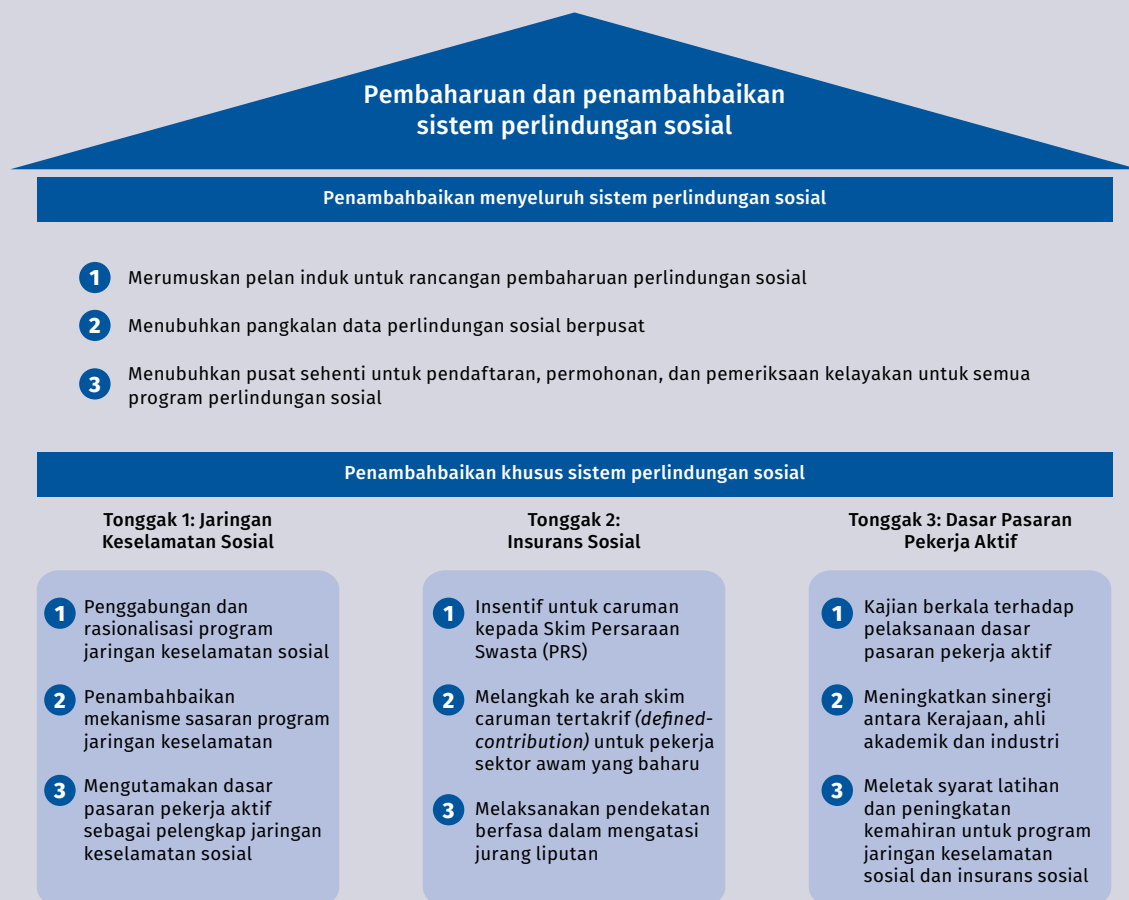 Pembaharuan dan penambahbaikan
sistem perlindungan sosial
Penambahbaikan menyeluruh sistem perlindungan sosial
1 Merumuskan pelan induk untuk rancangan pembaharuan perlindungan sosial
2 Menubuhkan pangkalan data perlindungan sosial berpusat
3 Menubuhkan pusat sehenti untuk pendaftaran, permohonan, dan pemeriksaan kelayakan untuk semua
program perlindungan sosial
Penambahbaikan khusus sistem perlindungan sosial
Tonggak 1: Jaringan
Keselamatan Sosial
1 Penggabungan dan
rasionalisasi program
jaringan keselamatan sosial
2 Penambahbaikan
mekanisme sasaran program
jaringan keselamatan
3 Mengutamakan dasar
pasaran pekerja aktif
sebagai pelengkap jaringan
keselamatan sosial
Tonggak 2:
Insurans Sosial
1 Insentif untuk caruman
kepada Skim Persaraan
Swasta (PRS)
2 Melangkah ke arah skim
caruman tertakrif (defined-
contribution) untuk pekerja
sektor awam yang baharu
3 Melaksanakan pendekatan
berfasa dalam mengatasi
jurang liputan
Tonggak 3: Dasar Pasaran
Pekerja Aktif
1 Kajian berkala terhadap
pelaksanaan dasar
pasaran pekerja aktif
2 Meningkatkan sinergi
antara Kerajaan, ahli
akademik dan industri
3 Meletak syarat latihan
dan peningkatan
kemahiran untuk program
jaringan keselamatan
sosial dan insurans sosial